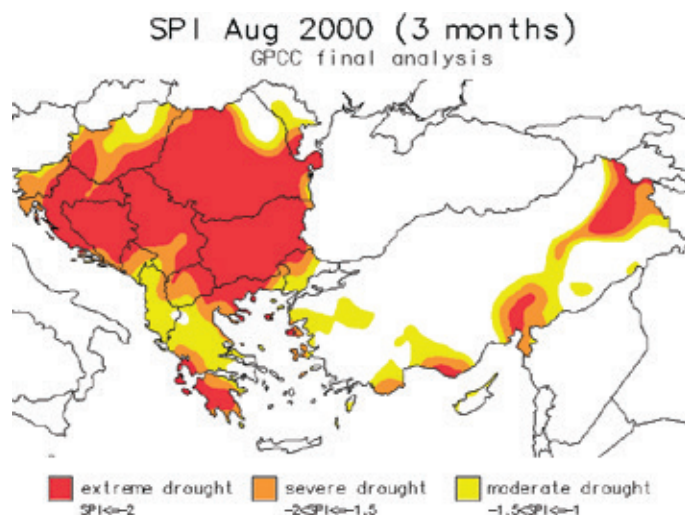 SPI Aug 2000 (3 months)
GPCC final analysis
extreme drought severe drought moderate drought
SPI<=-2 -2<SPI<=-1.5 -1.5<SPI<=-1